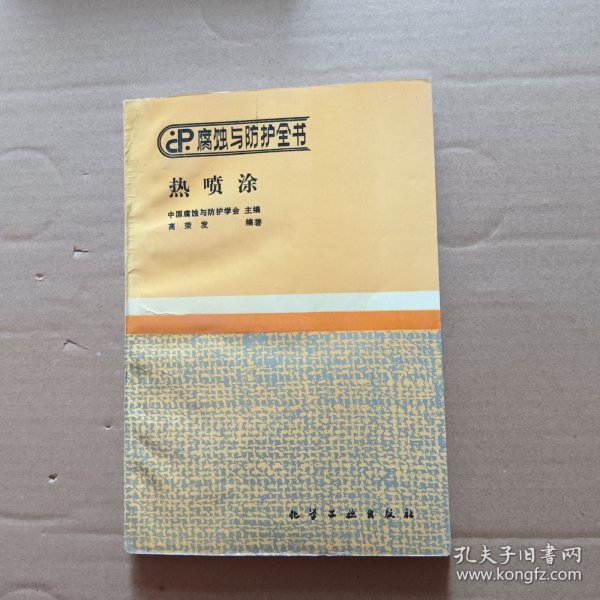 CP 腐蚀与防护全书
热喷涂
中国腐蚀与防护学会 主编
高荣发 编著
化学工业出版社
孔夫子旧书网
www.kongfz.com